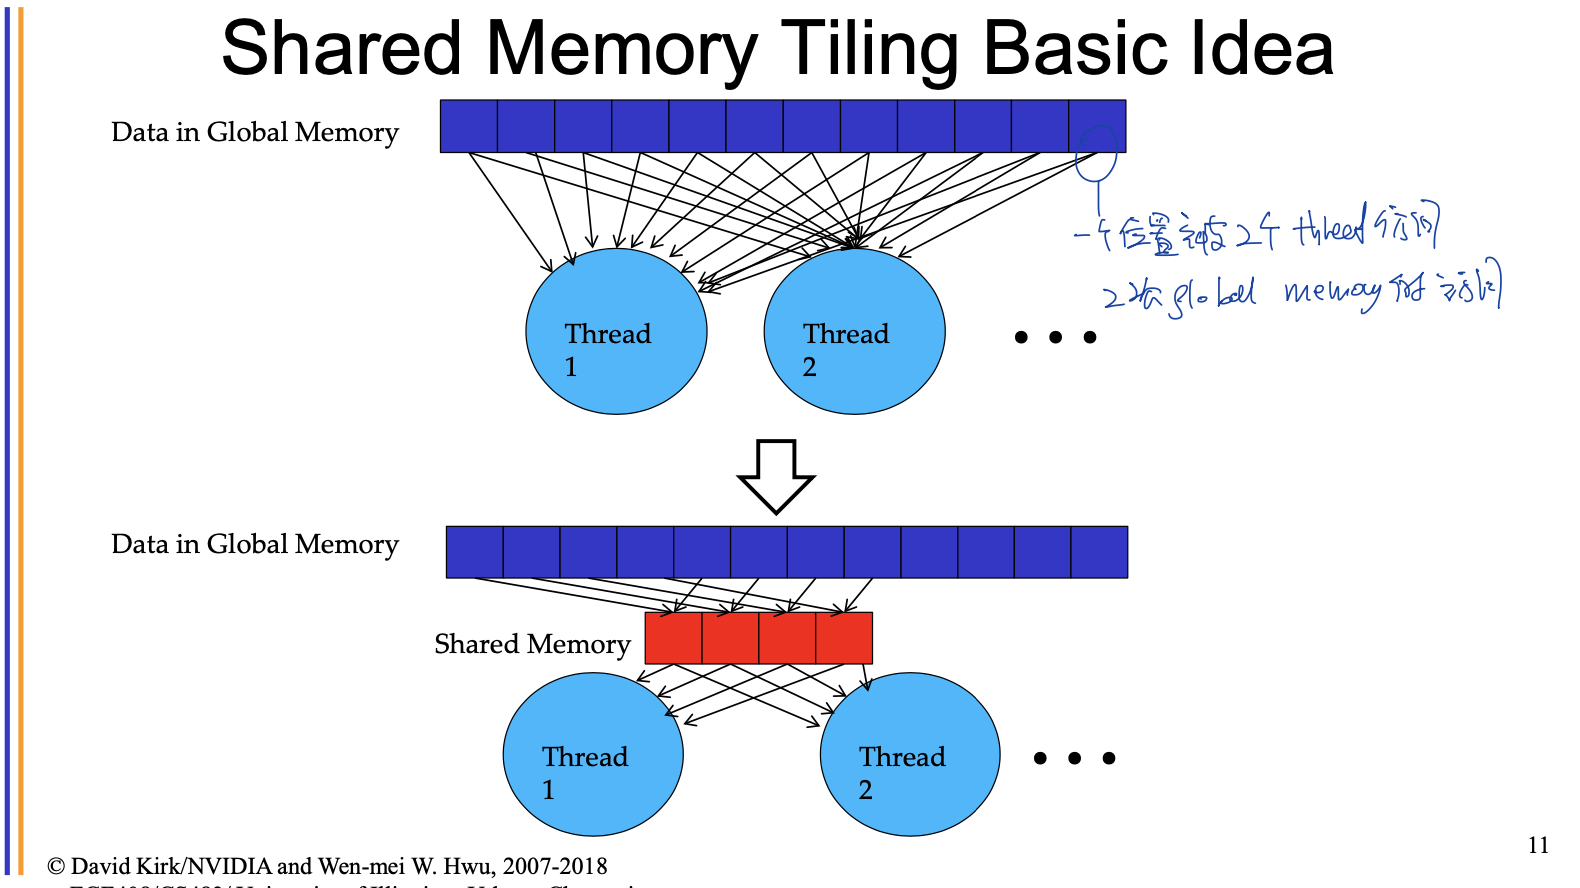 Shared Memory Tiling Basic Idea
Data in Global Memory
一个位置被2个 thread 访问
2次 global memory 的访问
Thread
1
Thread
2
Data in Global Memory
Shared Memory
Thread
1
Thread
2
11
© David Kirk/NVIDIA and Wen-mei W. Hwu, 2007-2018